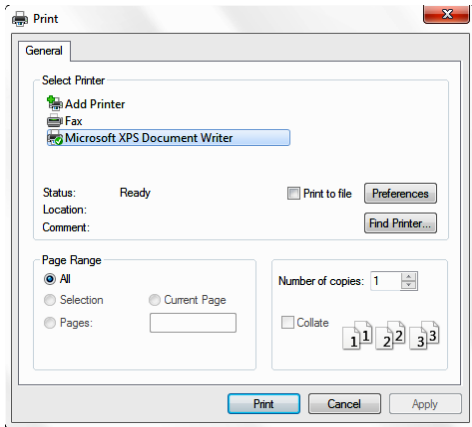 Print
General
Select Printer
Add Printer
Fax
Microsoft XPS Document Writer
Status: Ready
Print to file
Preferences
Location:
Comment:
Find Printer...
Page Range
All
Selection
Current Page
Pages:
Number of copies: 1
Collate
1 1 2 2 3 3
Print
Cancel
Apply